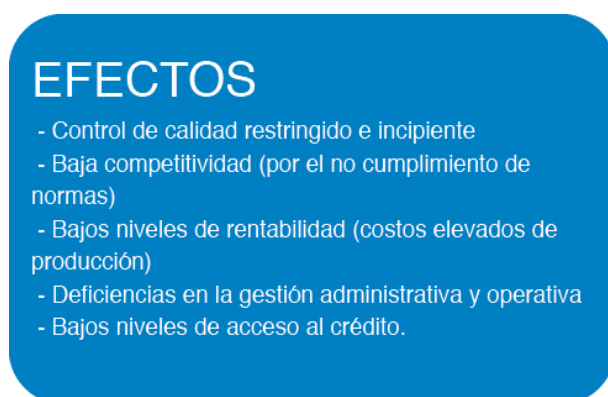 EFECTOS
- Control de calidad restringido e incipiente
- Baja competitividad (por el no cumplimiento de
normas)
- Bajos niveles de rentabilidad (costos elevados de
producción)
- Deficiencias en la gestión administrativa y operativa
- Bajos niveles de acceso al crédito.